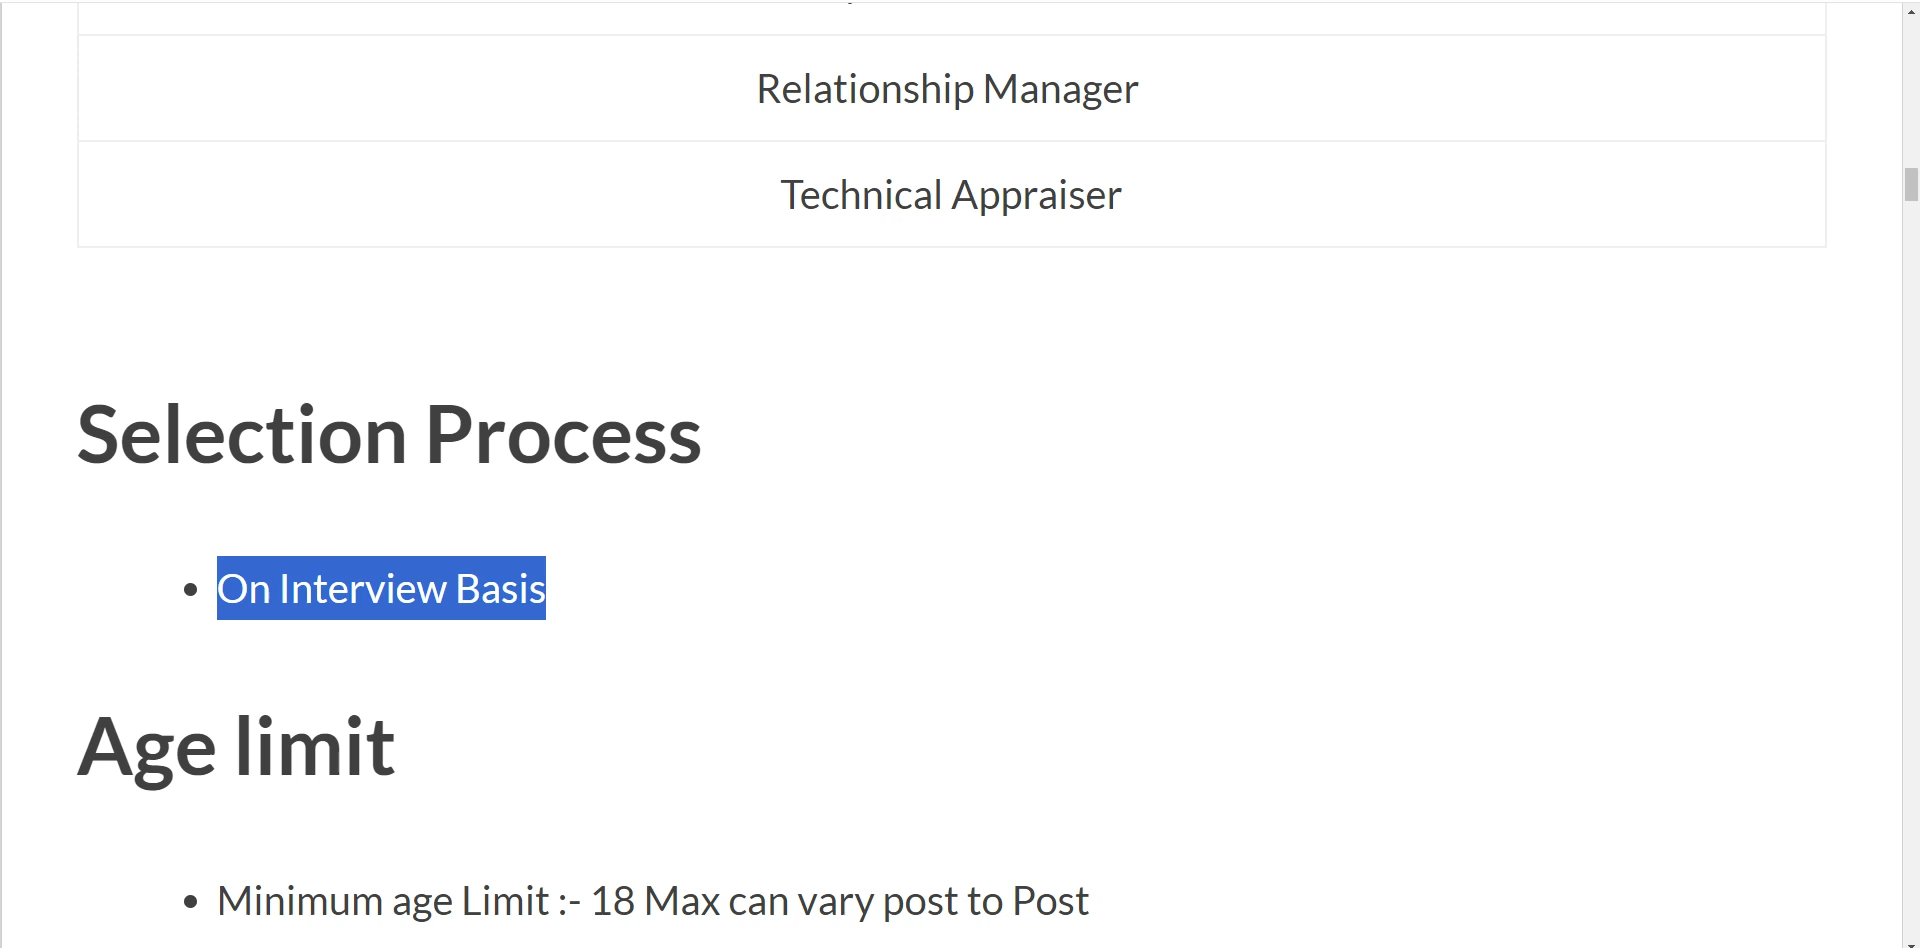 Relationship Manager
Technical Appraiser
Selection Process
On Interview Basis
Age limit
Minimum age Limit :- 18 Max can vary post to Post